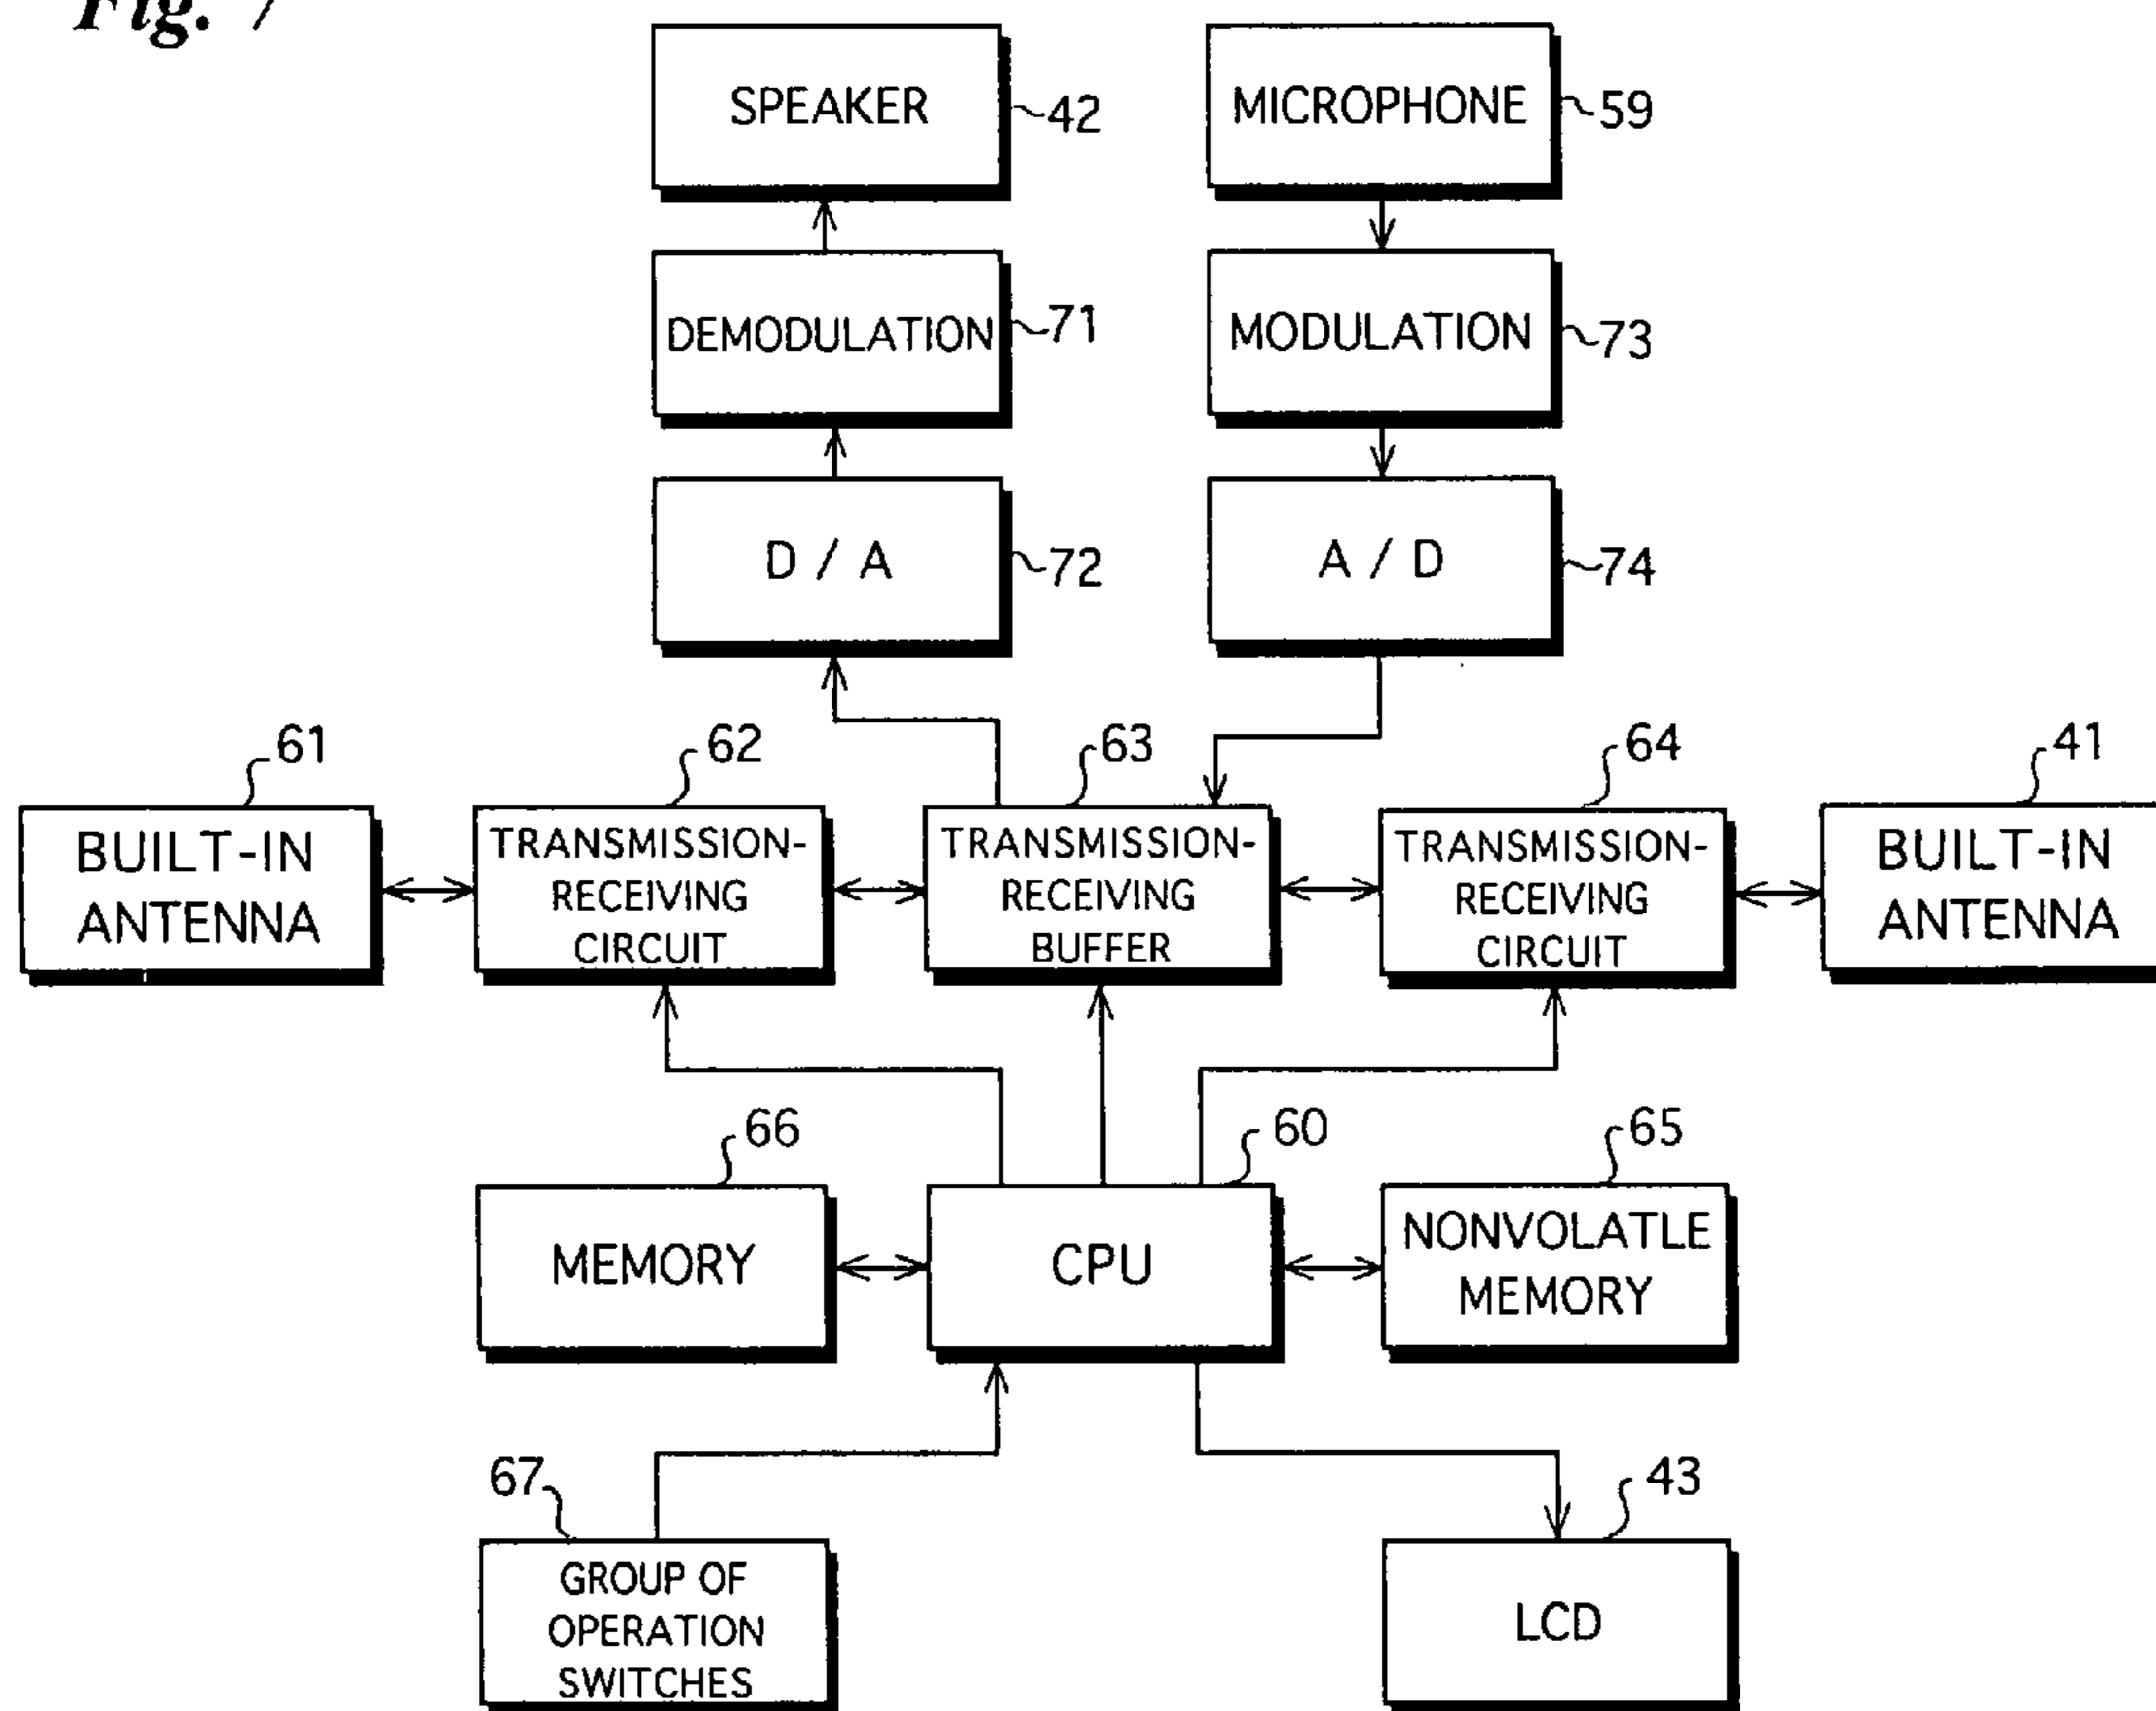 Fig. 7
SPEAKER
42
MICROPHONE
59
DEMODULATION
71
MODULATION
73
D / A
72
A / D
74
61
62
63
64
41
BUILT-IN
ANTENNA
TRANSMISSION-
RECEIVING
CIRCUIT
TRANSMISSION-
RECEIVING
BUFFER
TRANSMISSION-
RECEIVING
CIRCUIT
BUILT-IN
ANTENNA
66
60
65
MEMORY
CPU
NONVOLATLE
MEMORY
67
43
GROUP OF
OPERATION
SWITCHES
LCD